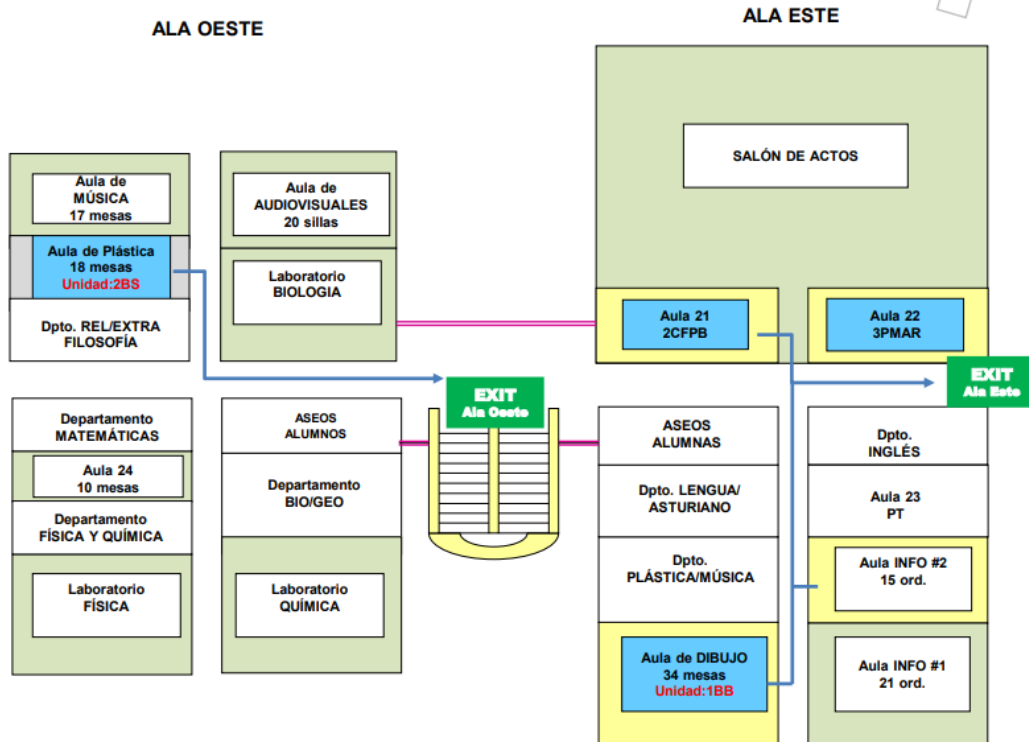 ALA OESTE
ALA ESTE
SALÓN DE ACTOS
Aula de
MÚSICA
17 mesas
Aula de
AUDIOVISUALES
20 sillas
Aula de Plástica
18 mesas
Unidad:2BS
Laboratorio
BIOLOGIA
Dpto. REL/EXTRA
FILOSOFÍA
Aula 21
2CFPB
Aula 22
3PMAR
EXIT
Ala Oeste
EXIT
Ala Este
Departamento
MATEMÁTICAS
ASEOS
ALUMNOS
ASEOS
ALUMNAS
Dpto.
INGLÉS
Aula 24
10 mesas
Departamento
BIO/GEO
Dpto. LENGUA/
ASTURIANO
Aula 23
PT
Departamento
FÍSICA Y QUÍMICA
Dpto.
PLÁSTICA/MÚSICA
Aula INFO #2
15 ord.
Laboratorio
FÍSICA
Laboratorio
QUÍMICA
Aula de DIBUJO
34 mesas
Unidad:1BB
Aula INFO #1
21 ord.